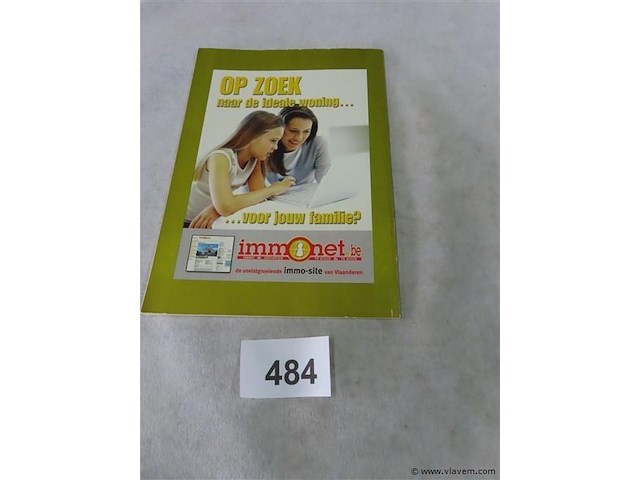 OP ZOEK
naar de ideale woning...
...voor jouw familie?
immonet.be
de snelstgroeiende immo-site van Vlaanderen
484
© www.vlavem.com